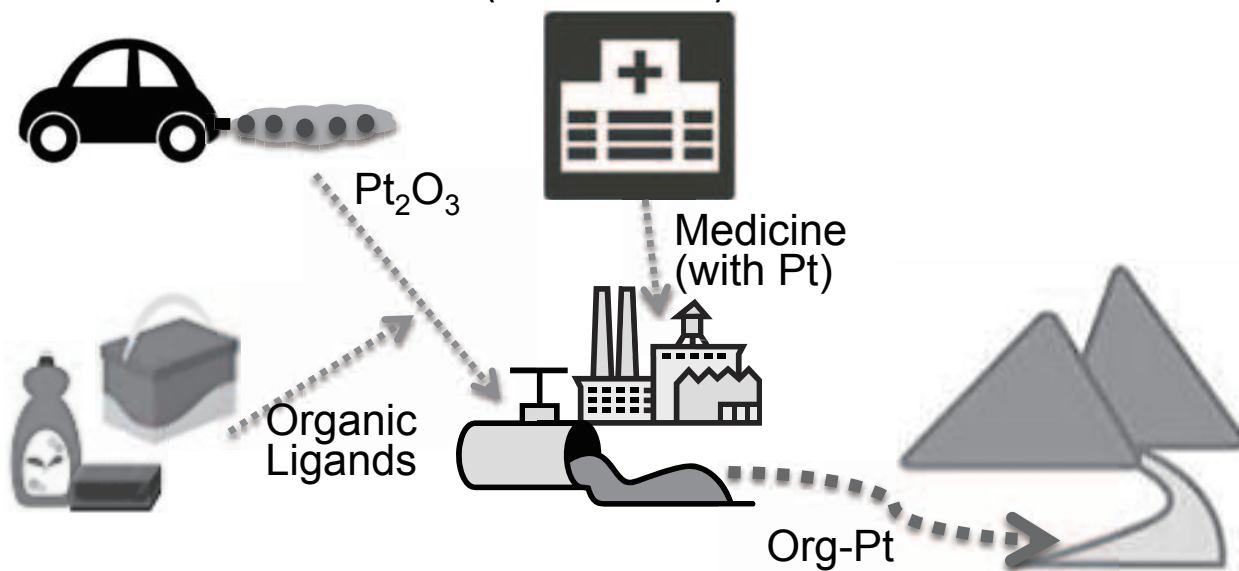 Pt₂O₃
Medicine
(with Pt)
Organic
Ligands
Org-Pt